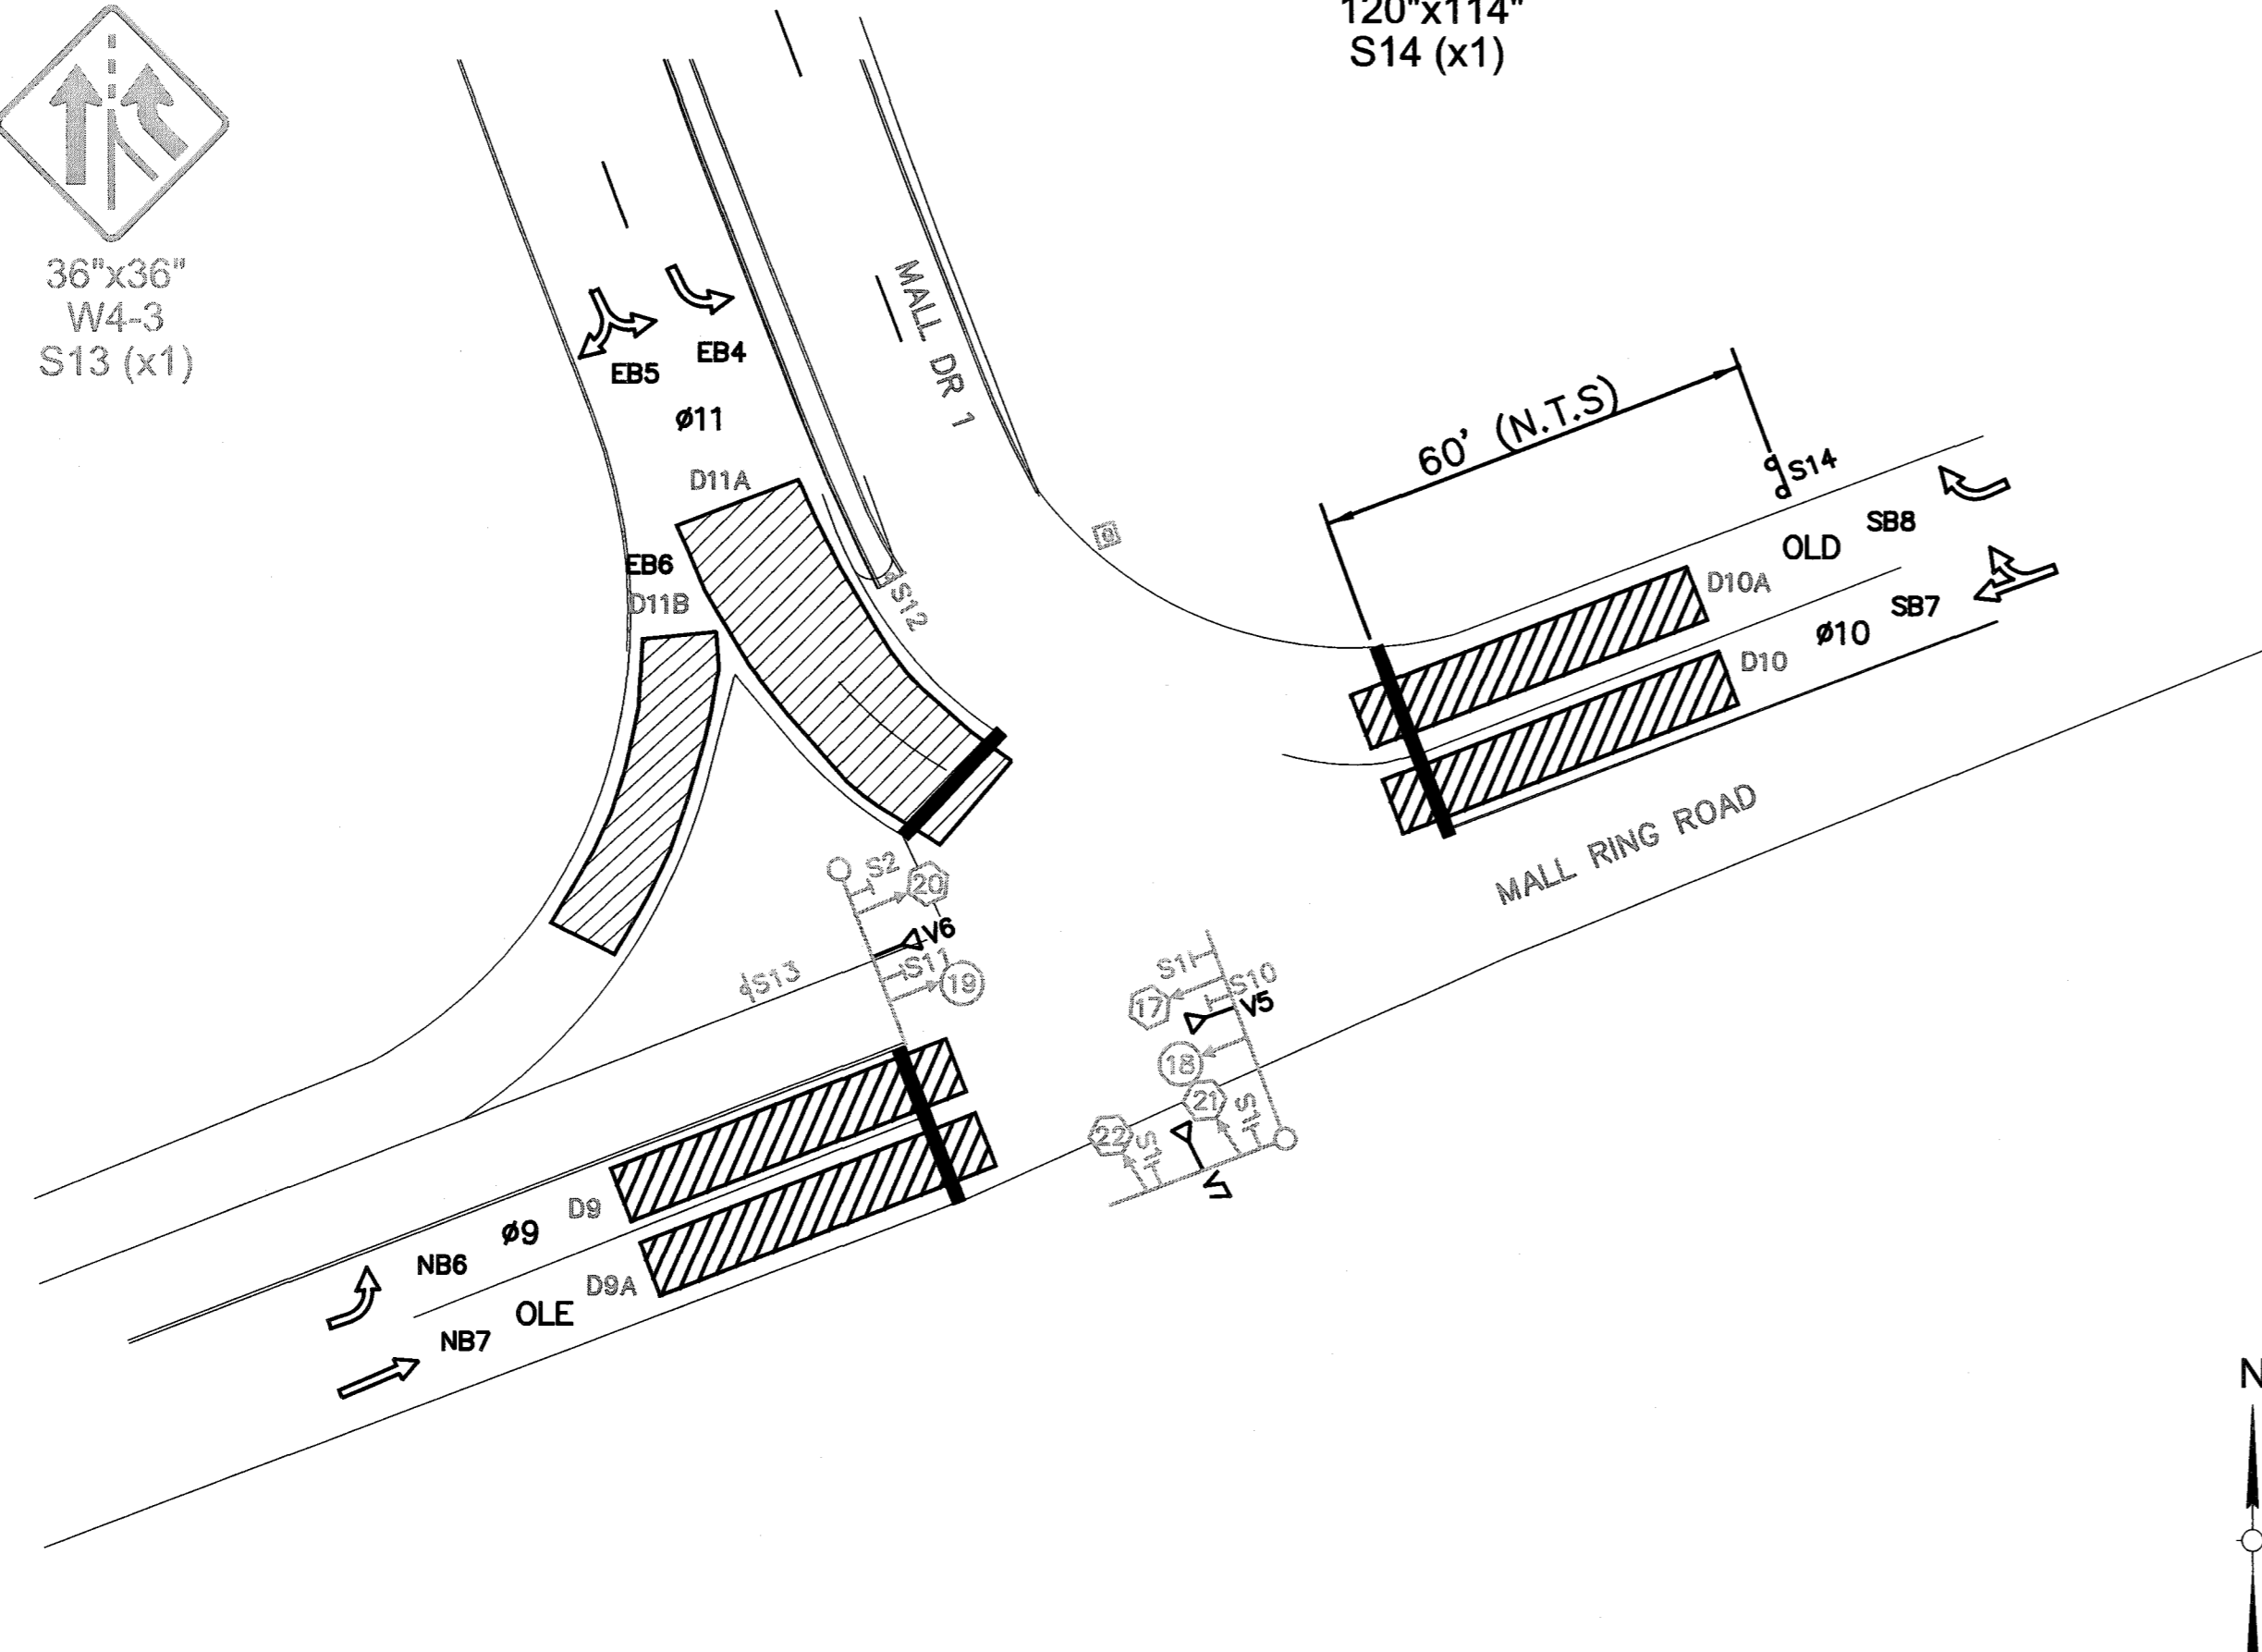 120"x114"
S14 (x1)
36"x36"
W4-3
S13 (x1)
MALL DR 1
EB5
EB4
ø11
D11A
EB6
D11B
S12
60' (N.T.S)
S14
SB8
OLD
D10A
SB7
ø10
D10
MALL RING ROAD
S2
20
V6
S11
19
S13
S11
S10
17
V5
18
21
S11
22
S11
D9
ø9
NB6
D9A
OLE
NB7
N